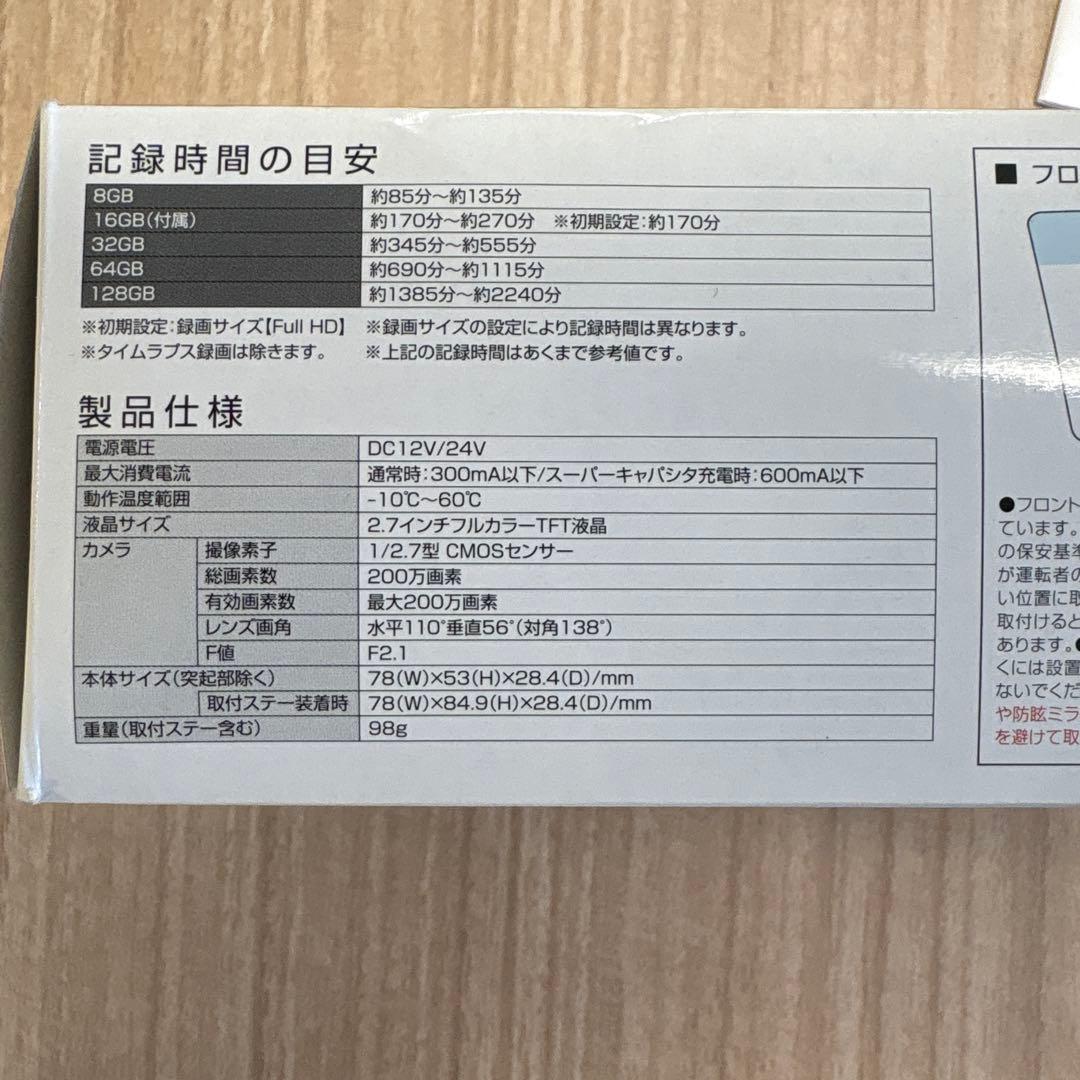 記録時間の目安
8GB 約85分～約135分
16GB(付属) 約170分～約270分 ※初期設定:約170分
32GB 約345分～約555分
64GB 約690分～約1115分
128GB 約1385分～約2240分
※初期設定:録画サイズ【Full HD】 ※録画サイズの設定により記録時間は異なります。
※タイムラプス録画は除きます。 ※上記の記録時間はあくまで参考値です。
製品仕様
電源電圧 DC12V/24V
最大消費電流 通常時:300mA以下/スーパーキャパシタ充電時:600mA以下
動作温度範囲 -10℃～60℃
液晶サイズ 2.7インチフルカラーTFT液晶
カメラ 撮像素子 1/2.7型 CMOSセンサー
総画素数 200万画素
有効画素数 最大200万画素
レンズ画角 水平110°垂直56°(対角138°)
F値 F2.1
本体サイズ(突起部除く) 78(W)×53(H)×28.4(D)/mm
取付ステー装着時 78(W)×84.9(H)×28.4(D)/mm
重量(取付ステー含む) 98g
■ フロ
●フロント
ています。
の保安基準
が運転者の
い位置に取
取付けると
あります。●
くには設置
ないでくだ
や防眩ミラ
を避けて取